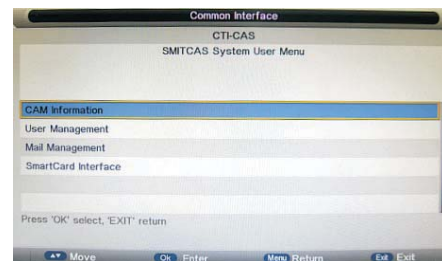 Common Interface
CTI-CAS
SMITCAS System User Menu
CAM Information
User Management
Mail Management
SmartCard Interface
Press 'OK' select, 'EXIT' return
Move Ok Enter Menu Return Exit Exit